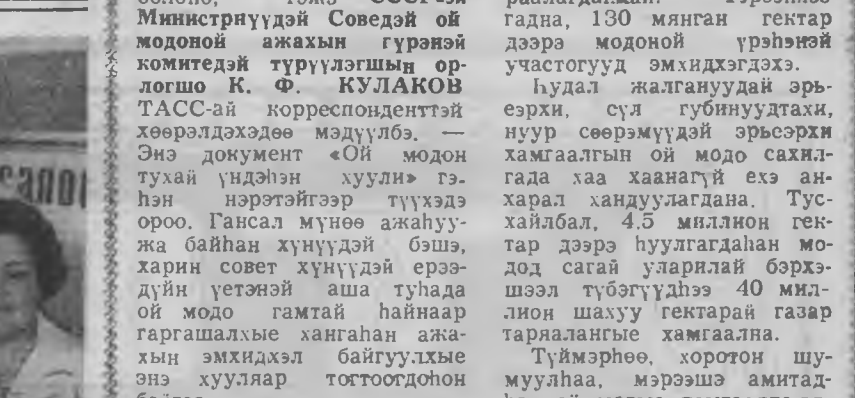 Министрнүүдэй Соведэй ой
модоной ажахын гүрэнэй
комитедэй түрүүлэгшын ор-
логшо К. Ф. КУЛАКОВ
ТАСС-ай корреспонденттэй
хөөрэлдэхэдөө мэдүүлбэ. —
Энэ документ «Ой модон
тухай үндэһэн хуули» гэ-
һэн нэрэтэйгээр түүхэдэ
ороо. Гансал мүнөө ажаһуу-
жа байһан хүнүүдэй бэшэ,
харин совет хүнүүдэй ерээ-
дүйн үетэнэй аша туһада
ой модо гамтай һайнаар
гаргашалхые хангаһан ажа-
хын эмхидхэл байгуулхые
энэ хууляар тогтоогдоһон
гадна, 130 мянган гектар
дээрэ модоной үрэһэнэй
участогууд эмхидхэгдэхэ.
Һудал жалгануудай эрь-
еэрхи, сүл губинуудтахи,
нуур сөөрэмүүдэй эрьеэрхи
хамгаалгын ой модо сахил-
гада хаа хаанагүй ехэ ан-
харал хандуулагдана. Тус-
хайлбал, 4.5 миллион гек-
тар дээрэ һуулгагдаһан мо-
дод сагай уларилай бэрхэ-
шээл түбэгүүдһээ 40 мил-
лион шахуу гектарай газар
таряалангые хамгаална.
Түймэрһөө, хоротон шу-
муулһаа, мэрээшэ амитад-